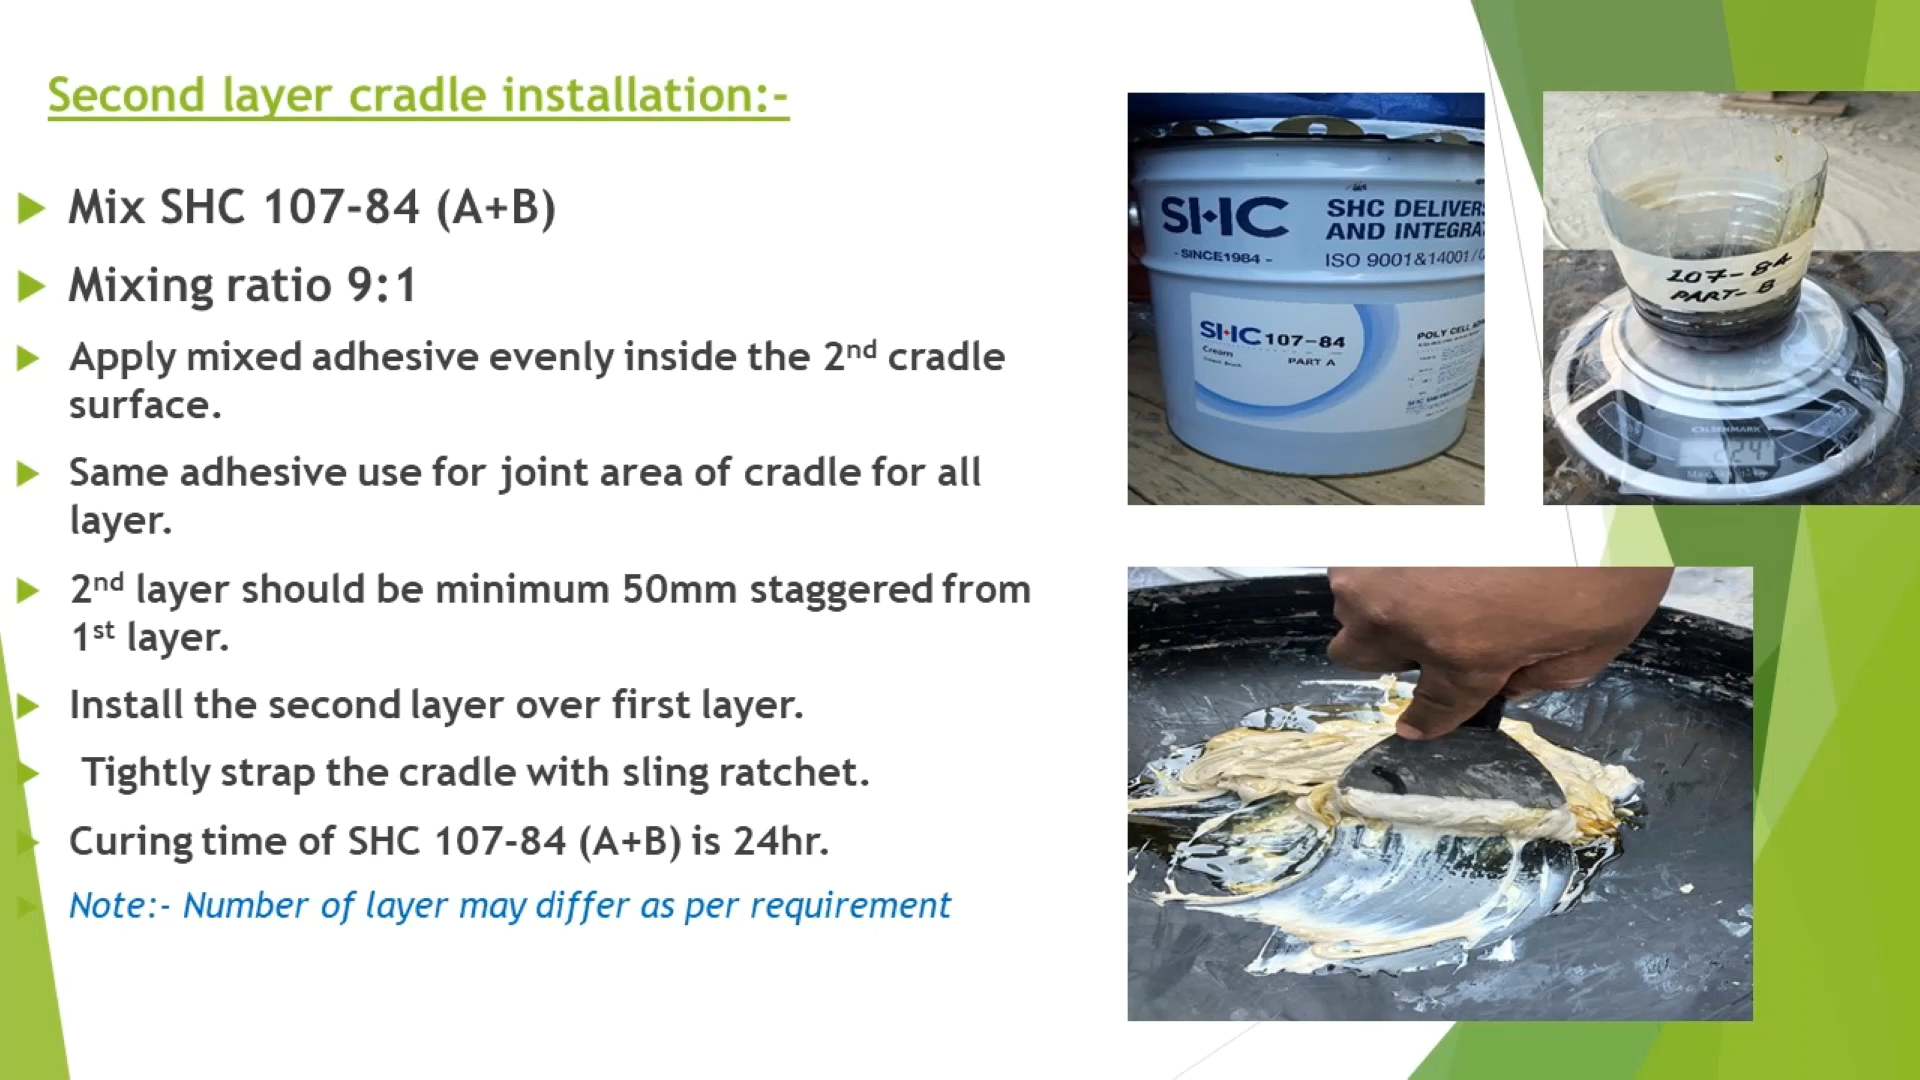 Second layer cradle installation:-
Mix SHC 107-84 (A+B)
Mixing ratio 9:1
Apply mixed adhesive evenly inside the 2nd cradle
surface.
Same adhesive use for joint area of cradle for all
layer.
2nd layer should be minimum 50mm staggered from
1st layer.
Install the second layer over first layer.
Tightly strap the cradle with sling ratchet.
Curing time of SHC 107-84 (A+B) is 24hr.
Note:- Number of layer may differ as per requirement
SHC
- SINCE1984 -
SHC DELIVER
AND INTEGRA
ISO 9001&14001/
SHC 107-84
Cream
PART A
POLY CELL
107-84
PART-B